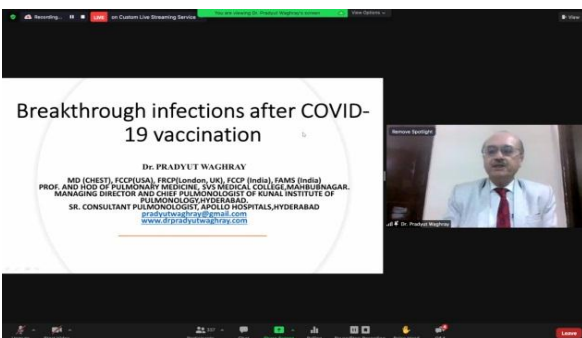 Recording...
LIVE
on Custom Live Streaming Service
You are viewing Dr. Pradyut Waghray's screen
View Options
View
Breakthrough infections after COVID-
19 vaccination
Dr. PRADYUT WAGHRAY
MD (CHEST), FCCP(USA), FRCP(London, UK), FCCP (India), FAMS (India)
PROF. AND HOD OF PULMONARY MEDICINE, SVS MEDICAL COLLEGE,MAHBUBNAGAR.
MANAGING DIRECTOR AND CHIEF PULMONOLOGIST OF KUNAL INSTITUTE OF
PULMONOLOGY,HYDERABAD.
SR. CONSULTANT PULMONOLOGIST, APOLLO HOSPITALS,HYDERABAD
pradyutwaghray@gmail.com
www.drpradyutwaghray.com
Remove Spotlight
Dr. Pradyut Waghray
Leave